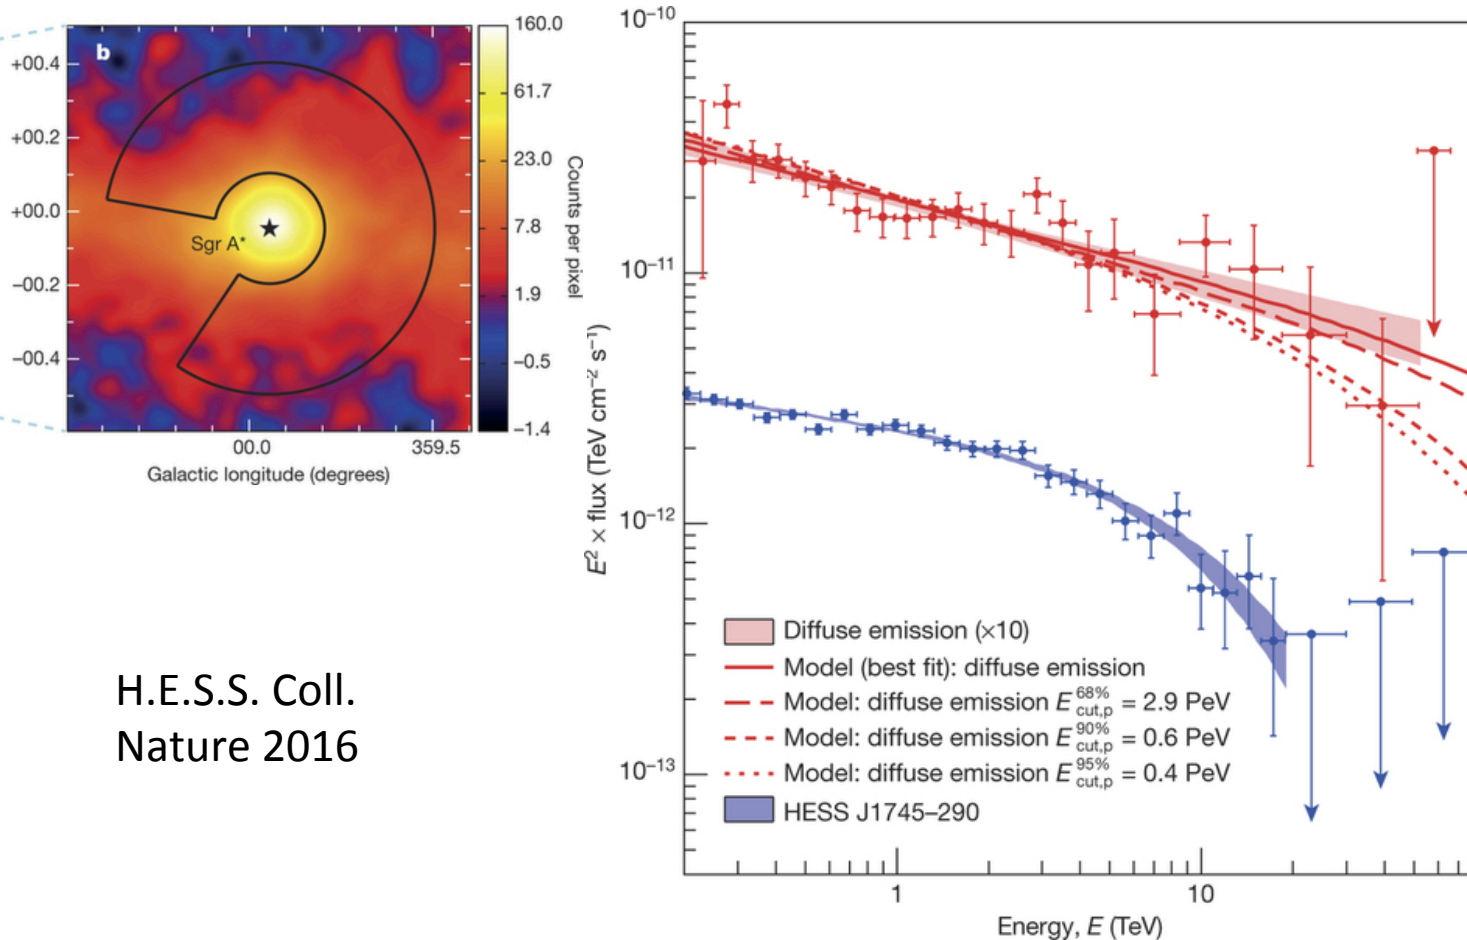 b
+00.4
+00.2
+00.0
−00.2
−00.4
Sgr A*
00.0
359.5
Galactic longitude (degrees)
160.0
61.7
23.0
7.8
1.9
−0.5
−1.4
Counts per pixel
H.E.S.S. Coll.
Nature 2016
10⁻¹⁰
10⁻¹¹
10⁻¹²
10⁻¹³
E² × flux (TeV cm⁻² s⁻¹)
Diffuse emission (×10)
Model (best fit): diffuse emission
Model: diffuse emission E⁶⁸%cut,p = 2.9 PeV
Model: diffuse emission E⁹⁰%cut,p = 0.6 PeV
Model: diffuse emission E⁹⁵%cut,p = 0.4 PeV
HESS J1745–290
1
10
Energy, E (TeV)